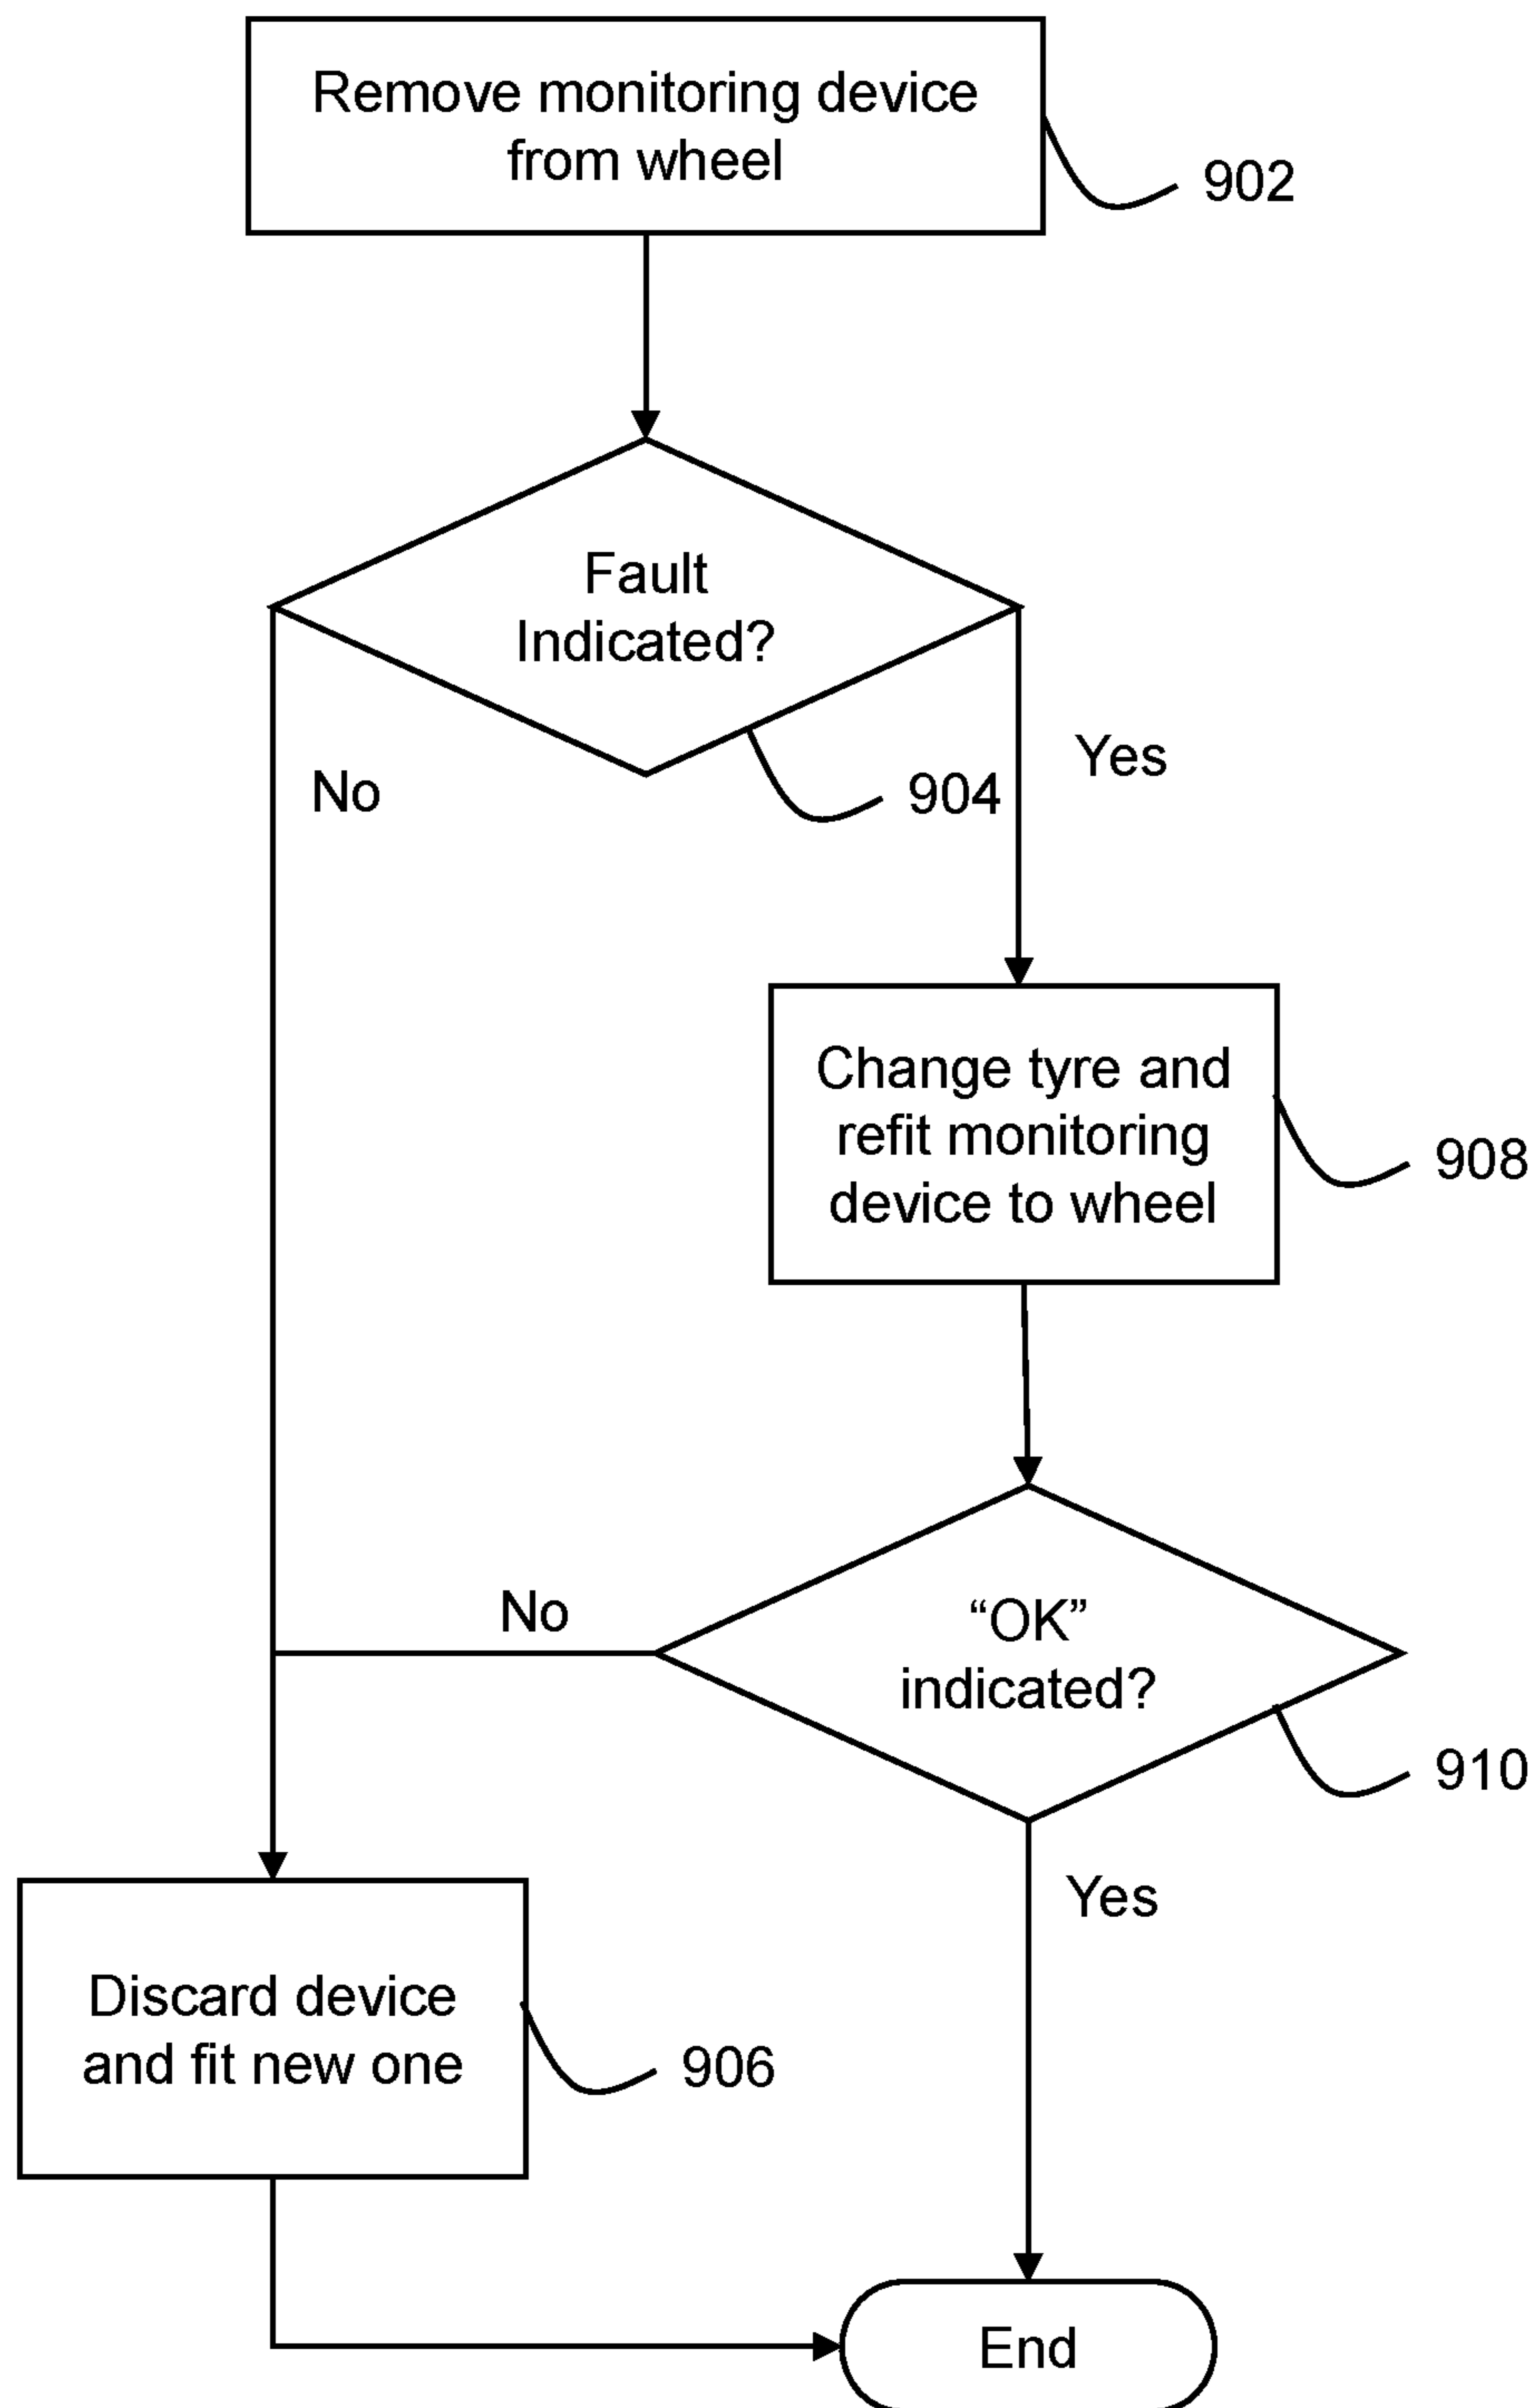 Remove monitoring device
from wheel
902
Fault
Indicated?
Yes
No
904
Change tyre and
refit monitoring
device to wheel
908
No
“OK”
indicated?
910
Yes
Discard device
and fit new one
906
End